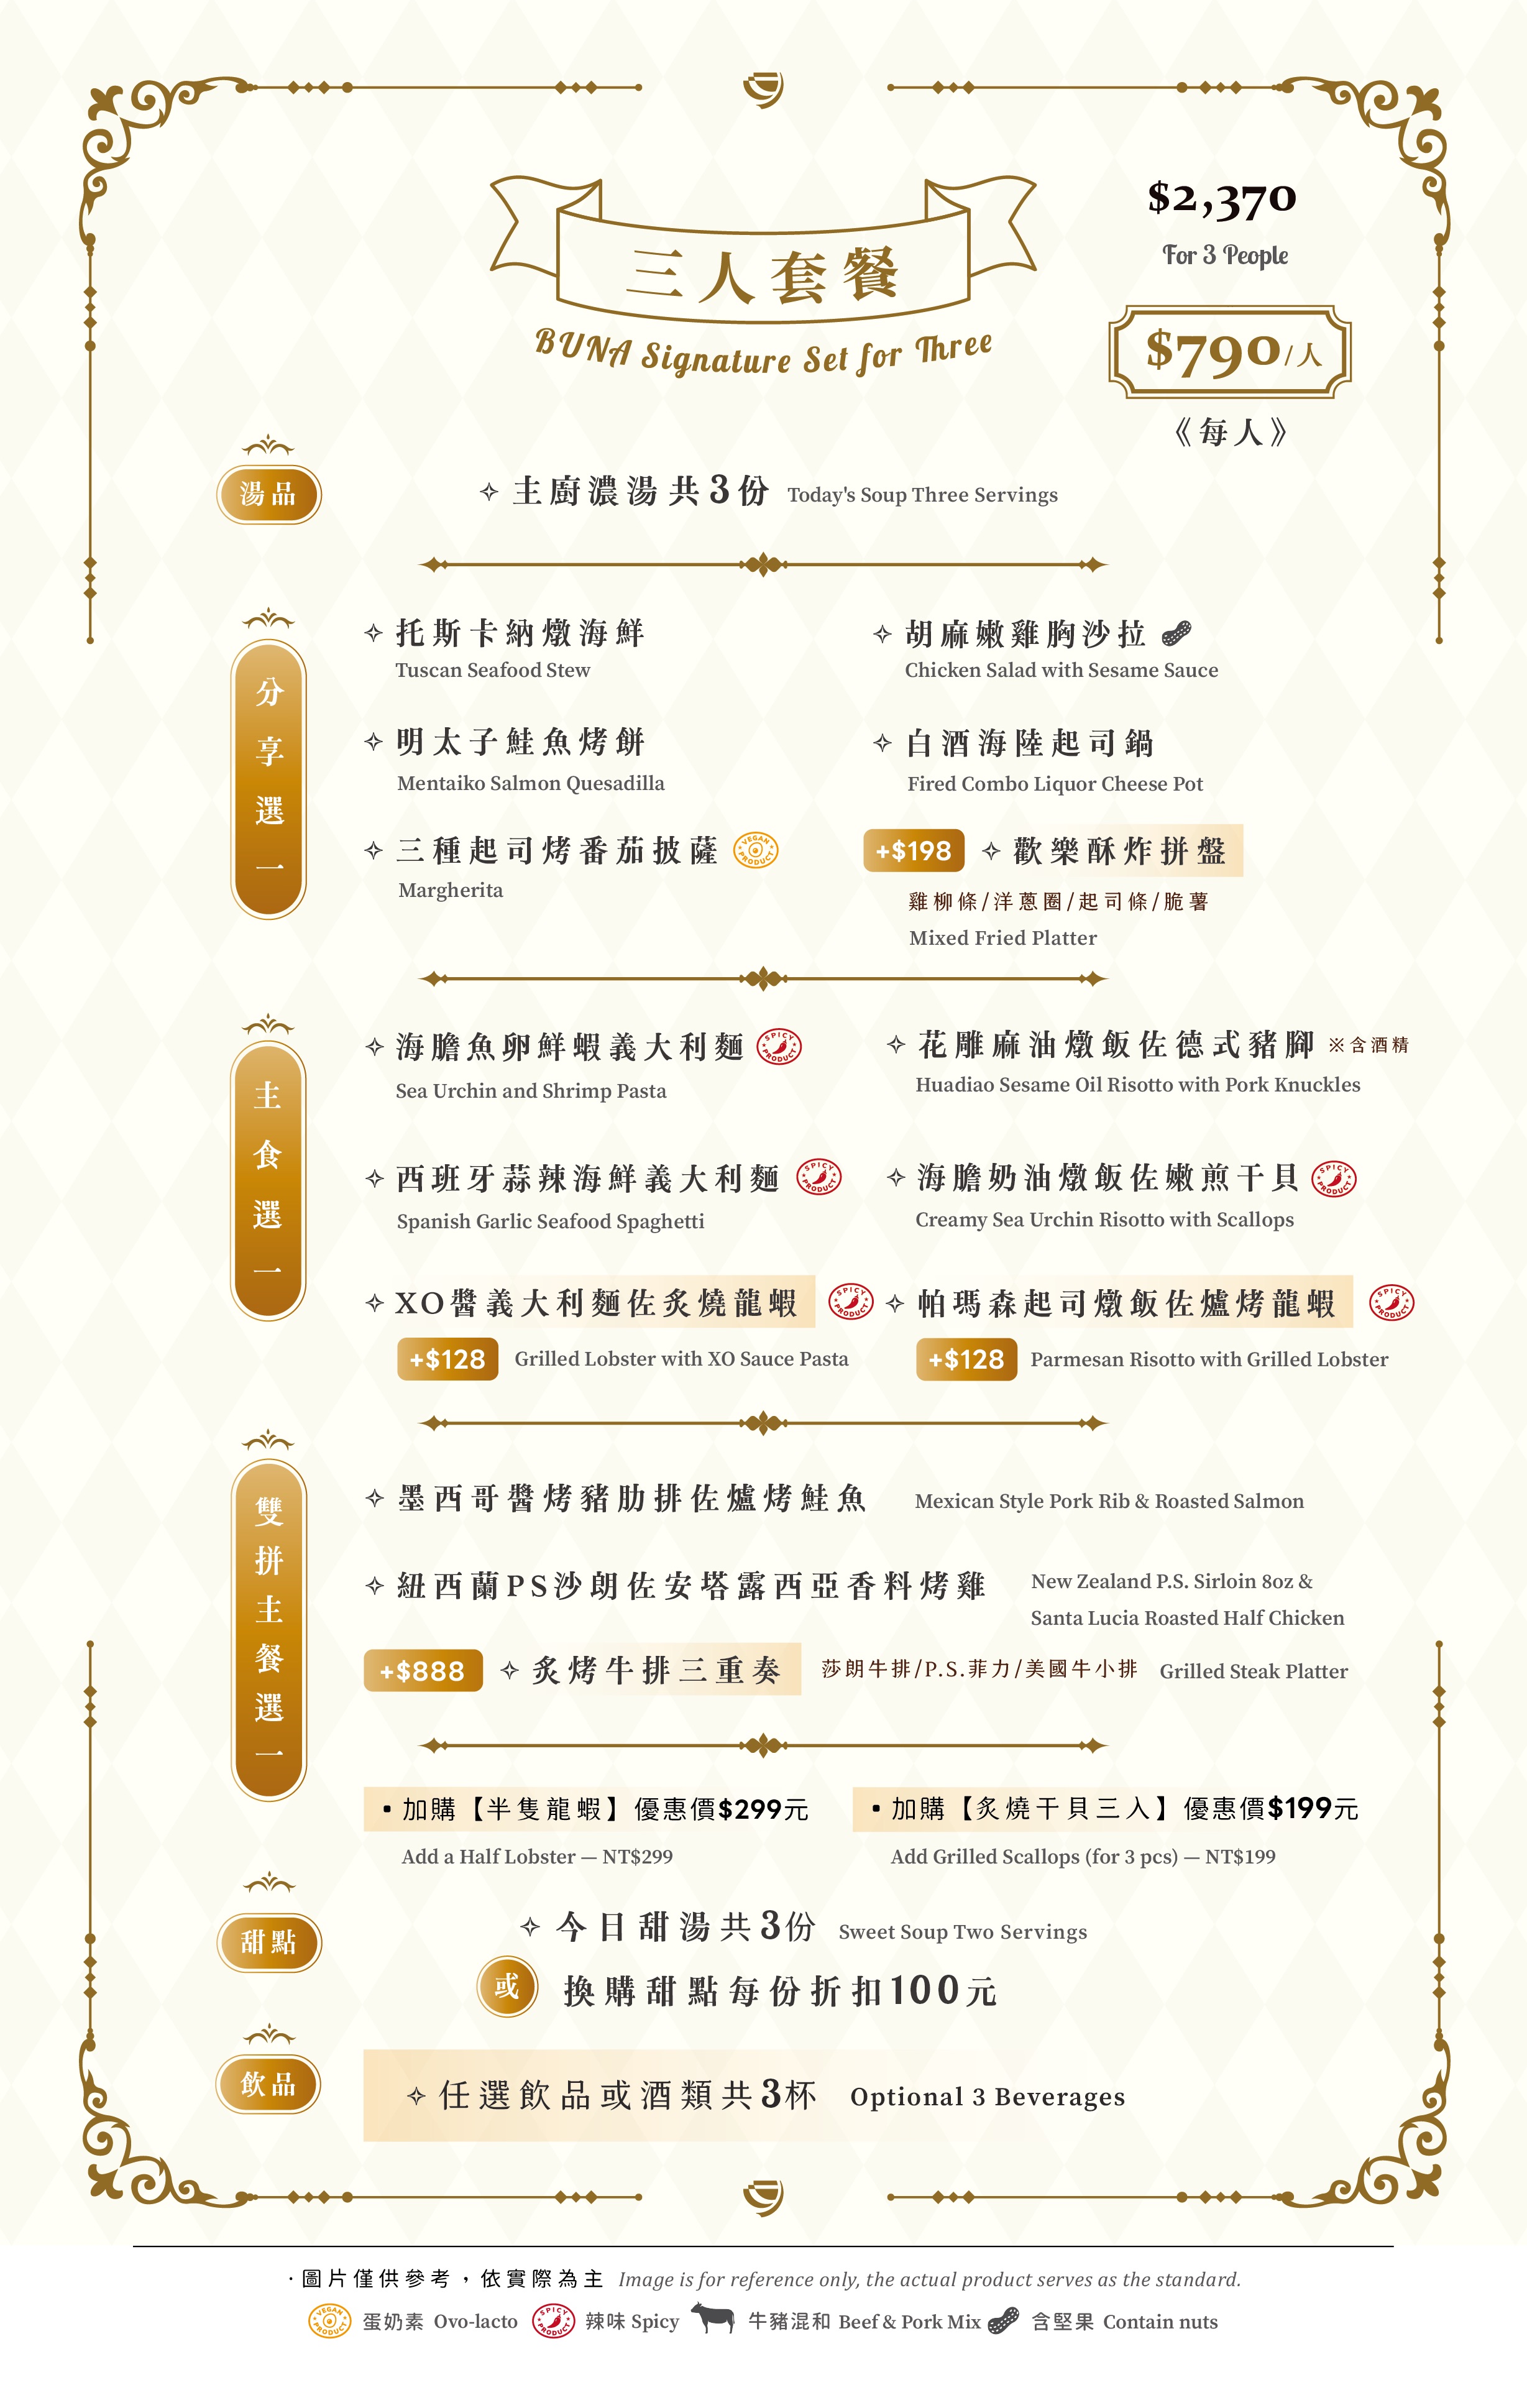 三人套餐
BUNA Signature Set for Three
$2,370
For 3 People
$790/人
《每人》
湯品
主廚濃湯 共3份 Today's Soup Three Servings
分享選一
托斯卡納燉海鮮
Tuscan Seafood Stew
胡麻嫩雞胸沙拉
Chicken Salad with Sesame Sauce
明太子鮭魚烤餅
Mentaiko Salmon Quesadilla
白酒海陸起司鍋
Fired Combo Liquor Cheese Pot
三種起司烤番茄披薩 VEGAN PRODUCT
Margherita
+$198 歡樂酥炸拼盤
雞柳條/洋蔥圈/起司條/脆薯
Mixed Fried Platter
主食選一
海膽魚卵鮮蝦義大利麵 SPICY PRODUCT
Sea Urchin and Shrimp Pasta
花雕麻油燉飯佐德式豬腳 ※含酒精
Huadiao Sesame Oil Risotto with Pork Knuckles
西班牙蒜辣海鮮義大利麵 SPICY PRODUCT
Spanish Garlic Seafood Spaghetti
海膽奶油燉飯佐嫩煎干貝 SPICY PRODUCT
Creamy Sea Urchin Risotto with Scallops
XO醬義大利麵佐炙燒龍蝦 SPICY PRODUCT
+$128 Grilled Lobster with XO Sauce Pasta
帕瑪森起司燉飯佐爐烤龍蝦 SPICY PRODUCT
+$128 Parmesan Risotto with Grilled Lobster
雙拼主餐選一
墨西哥醬烤豬肋排佐爐烤鮭魚 Mexican Style Pork Rib & Roasted Salmon
紐西蘭PS沙朗佐安塔露西亞香料烤雞 New Zealand P.S. Sirloin 8oz &
Santa Lucia Roasted Half Chicken
+$888 炙烤牛排三重奏 莎朗牛排/P.S.菲力/美國牛小排 Grilled Steak Platter
▪ 加購【半隻龍蝦】優惠價$299元
Add a Half Lobster — NT$299
▪ 加購【炙燒干貝三入】優惠價$199元
Add Grilled Scallops (for 3 pcs) — NT$199
甜點
今日甜湯共3份 Sweet Soup Two Servings
或 換購甜點每份折扣100元
飲品
任選飲品或酒類共3杯 Optional 3 Beverages
·圖片僅供參考，依實際為主 Image is for reference only, the actual product serves as the standard.
VEGAN PRODUCT 蛋奶素 Ovo-lacto SPICY PRODUCT 辣味 Spicy 牛豬混和 Beef & Pork Mix 含堅果 Contain nuts